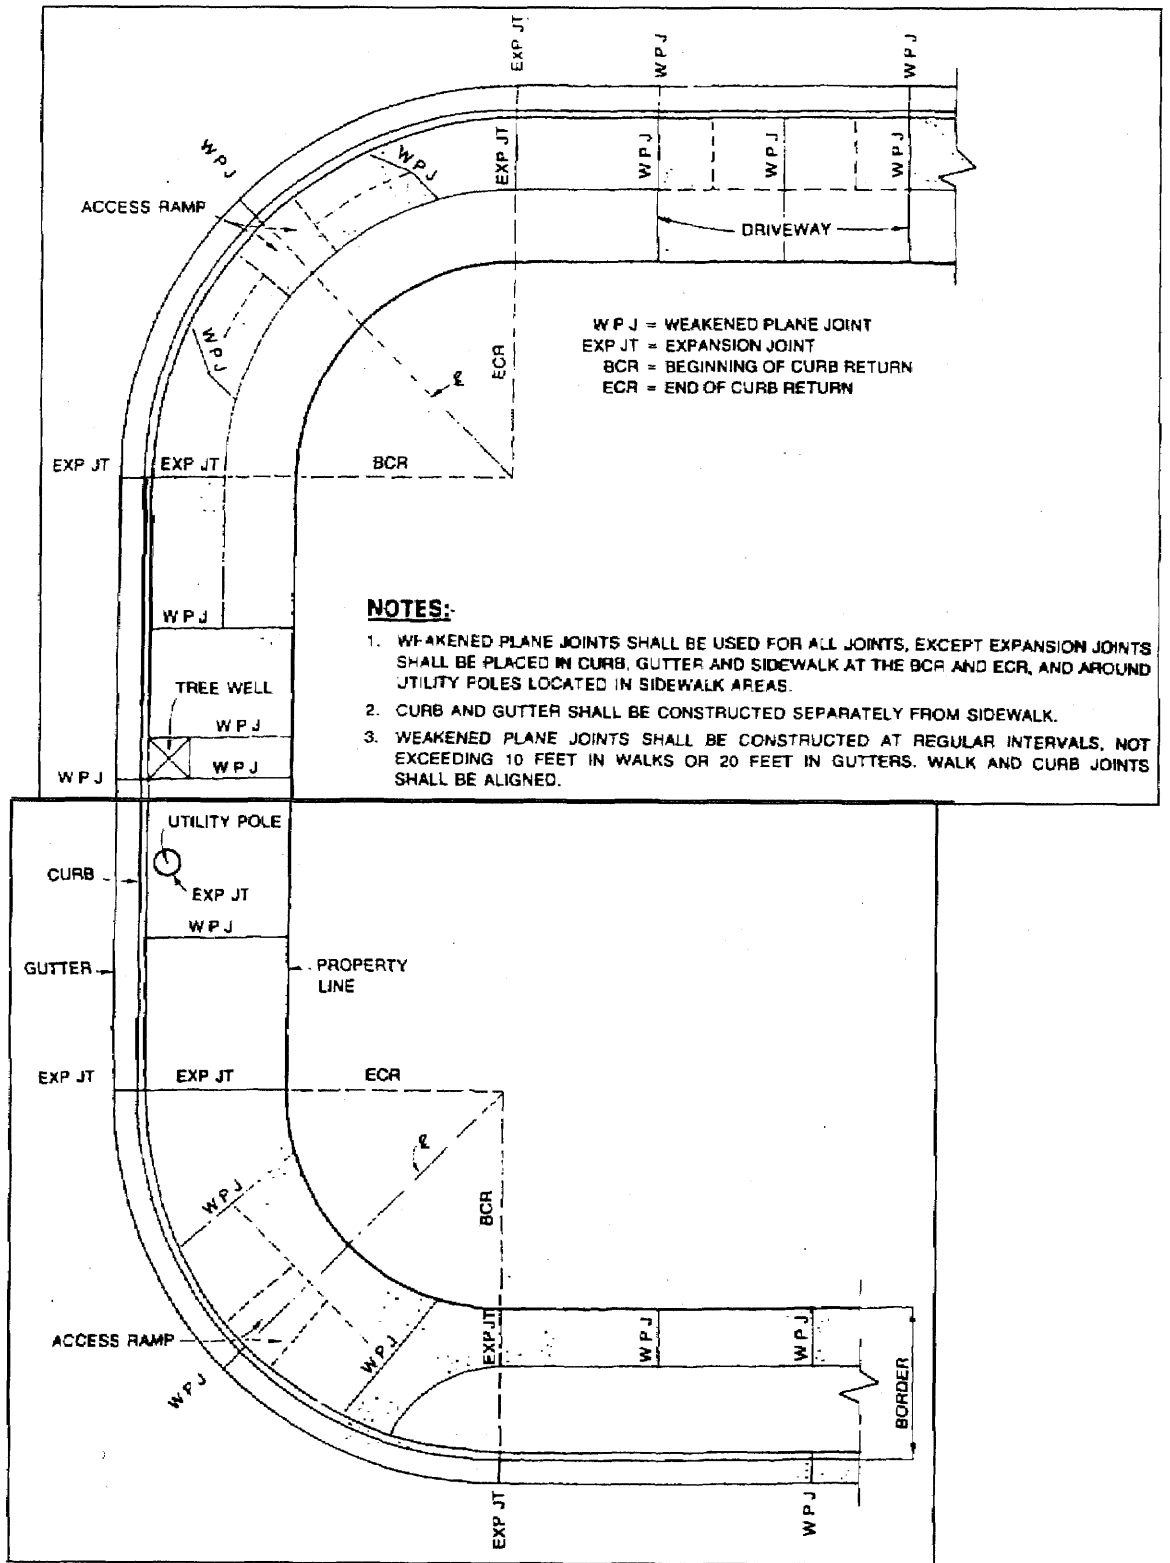 EXP JT
W P J
W P J
W P J
EXP JT
W P J
W P J
W P J
W P J
ACCESS RAMP
DRIVEWAY
W P J = WEAKENED PLANE JOINT
EXP JT = EXPANSION JOINT
BCR = BEGINNING OF CURB RETURN
ECR = END OF CURB RETURN
W P J
ECR
℄
EXP JT
EXP JT
BCR
W P J
NOTES:-
1. WEAKENED PLANE JOINTS SHALL BE USED FOR ALL JOINTS, EXCEPT EXPANSION JOINTS
SHALL BE PLACED IN CURB, GUTTER AND SIDEWALK AT THE BCR AND ECR, AND AROUND
UTILITY POLES LOCATED IN SIDEWALK AREAS.
2. CURB AND GUTTER SHALL BE CONSTRUCTED SEPARATELY FROM SIDEWALK.
3. WEAKENED PLANE JOINTS SHALL BE CONSTRUCTED AT REGULAR INTERVALS, NOT
EXCEEDING 10 FEET IN WALKS OR 20 FEET IN GUTTERS. WALK AND CURB JOINTS
SHALL BE ALIGNED.
TREE WELL
W P J
W P J
W P J
UTILITY POLE
CURB
EXP JT
W P J
GUTTER
PROPERTY
LINE
EXP JT
EXP JT
ECR
℄
W P J
BCR
ACCESS RAMP
W P J
EXP JT
W P J
W P J
W P J
BORDER
EXP JT
W P J